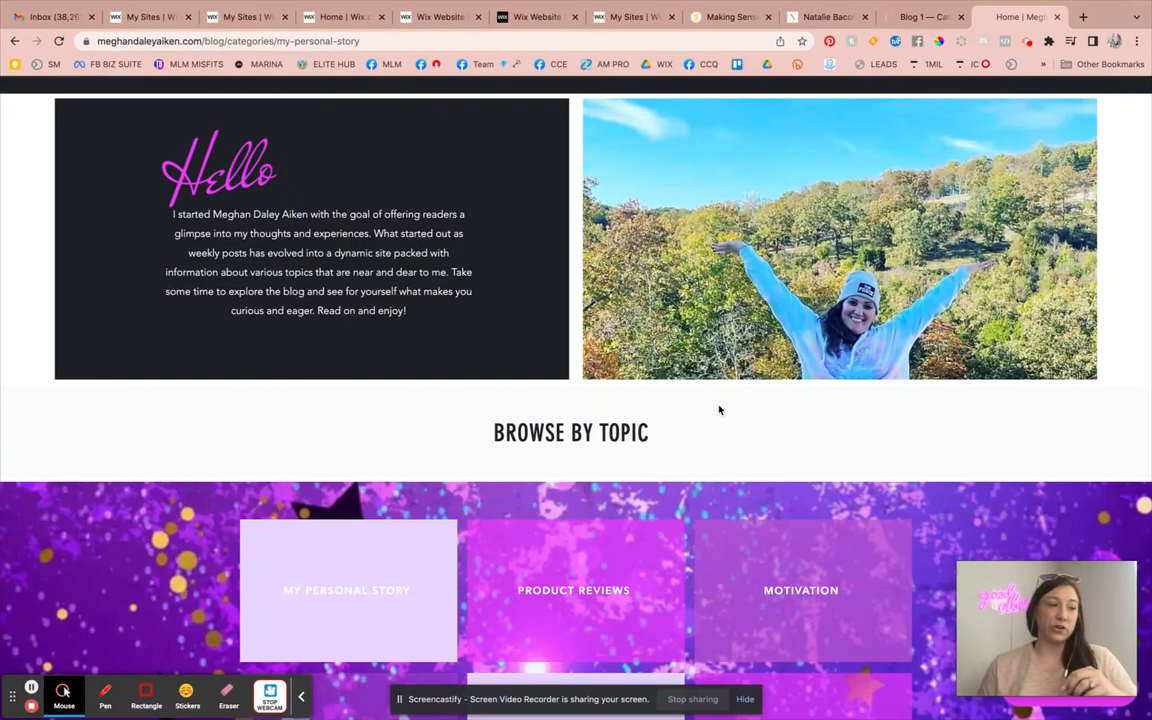 Inbox (38,26
My Sites | Wi
My Sites | Wi
Home | Wix.c
Wix Website
Wix Website
My Sites | Wi
Making Sens
Natalie Baco
Blog 1 — Ca
Home | Megh
meghandaleyaiken.com/blog/categories/my-personal-story
SM
FB BIZ SUITE
MLM MISFITS
MARINA
ELITE HUB
MLM
Team
CCE
AM PRO
WIX
CCQ
LEADS
1MIL
IC
»
Other Bookmarks
Hello
I started Meghan Daley Aiken with the goal of offering readers a
glimpse into my thoughts and experiences. What started out as
weekly posts has evolved into a dynamic site packed with
information about various topics that are near and dear to me. Take
some time to explore the blog and see for yourself what makes you
curious and eager. Read on and enjoy!
BROWSE BY TOPIC
MY PERSONAL STORY
PRODUCT REVIEWS
MOTIVATION
good
vibes
Mouse
Pen
Rectangle
Stickers
Eraser
STOP
WEBCAM
Screencastify - Screen Video Recorder is sharing your screen.
Stop sharing
Hide